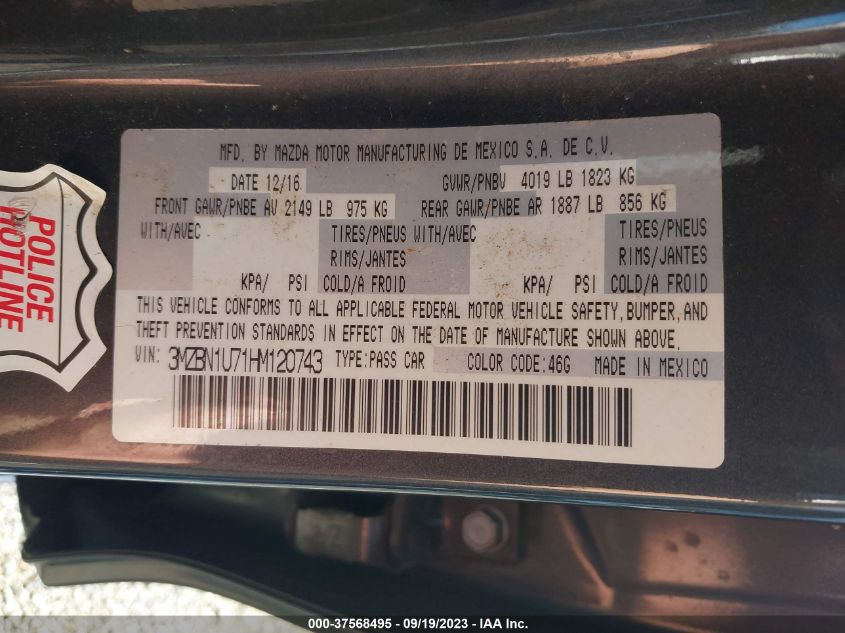 MFD. BY MAZDA MOTOR MANUFACTURING DE MEXICO S.A. DE C.V.
DATE 12/16 GVWR/PNBV 4019 LB 1823 KG
FRONT GAWR/PNBE AV 2149 LB 975 KG REAR GAWR/PNBE AR 1887 LB 856 KG
WITH/AVEC TIRES/PNEUS WITH/AVEC TIRES/PNEUS
RIMS/JANTES RIMS/JANTES
KPA/ PSI COLD/A FROID KPA/ PSI COLD/A FROID
THIS VEHICLE CONFORMS TO ALL APPLICABLE FEDERAL MOTOR VEHICLE SAFETY, BUMPER, AND
THEFT PREVENTION STANDARDS IN EFFECT ON THE DATE OF MANUFACTURE SHOWN ABOVE.
VIN: 3MZBN1U71HM120743 TYPE:PASS CAR COLOR CODE:46G MADE IN MEXICO
POLICE
HOTLINE
000-37568495 - 09/19/2023 - IAA Inc.